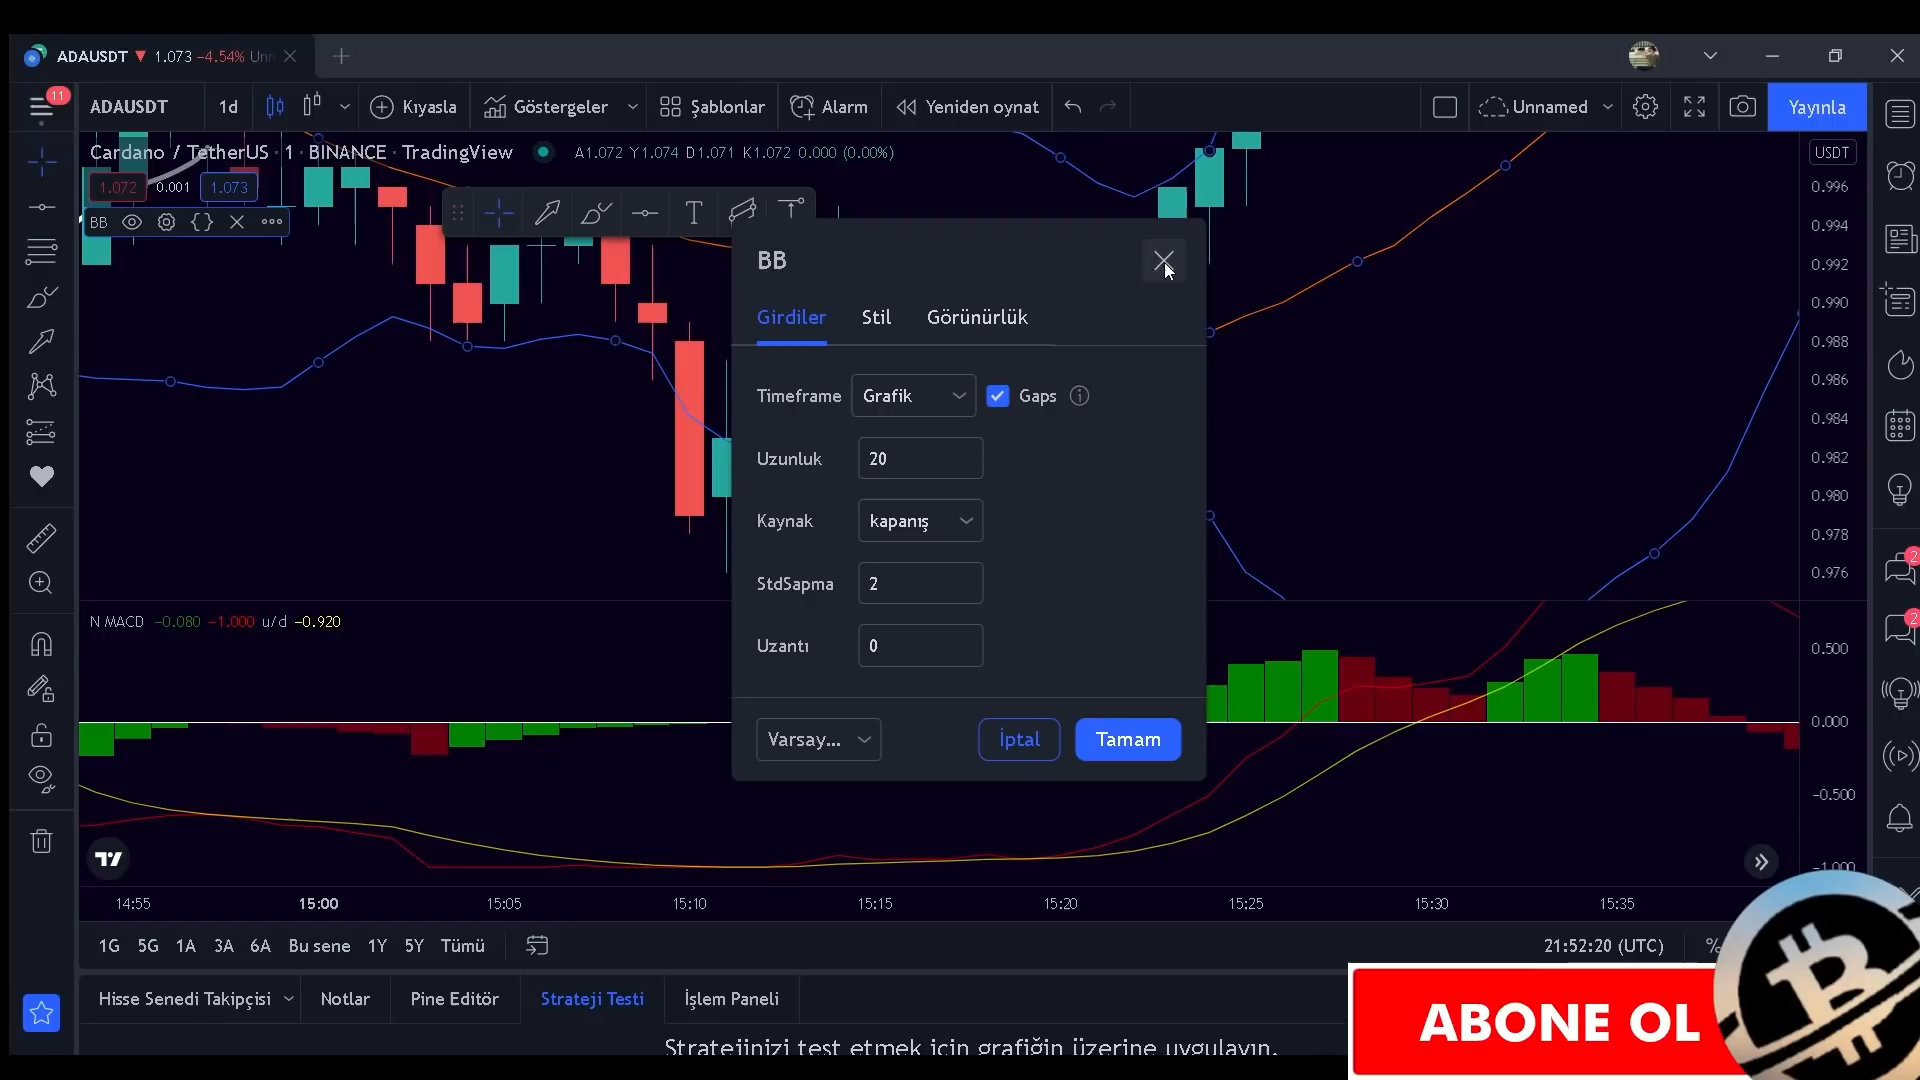 ADAUSDT ▼ 1.073 −4.54% Unn
11
ADAUSDT 1d Kıyasla Göstergeler Şablonlar Alarm Yeniden oynat Unnamed Yayınla
Cardano / TetherUS · 1 · BINANCE · TradingView A1.072 Y1.074 D1.071 K1.072 0.000 (0.00%)
USDT
1.072 0.001 1.073
BB
0.996
0.994
0.992
0.990
0.988
0.986
0.984
0.982
0.980
0.978
0.976
BB
Girdiler Stil Görünürlük
Timeframe Grafik Gaps
Uzunluk 20
Kaynak kapanış
StdSapma 2
Uzantı 0
Varsay... İptal Tamam
N MACD −0.080 −1.000 u/d −0.920
0.500
0.000
−0.500
−1.000
2
2
14:55 15:00 15:05 15:10 15:15 15:20 15:25 15:30 15:35
1G 5G 1A 3A 6A Bu sene 1Y 5Y Tümü 21:52:20 (UTC) %
Hisse Senedi Takipçisi Notlar Pine Editör Strateji Testi İşlem Paneli
Stratejinizi test etmek için grafiğin üzerine uygulayın.
ABONE OL